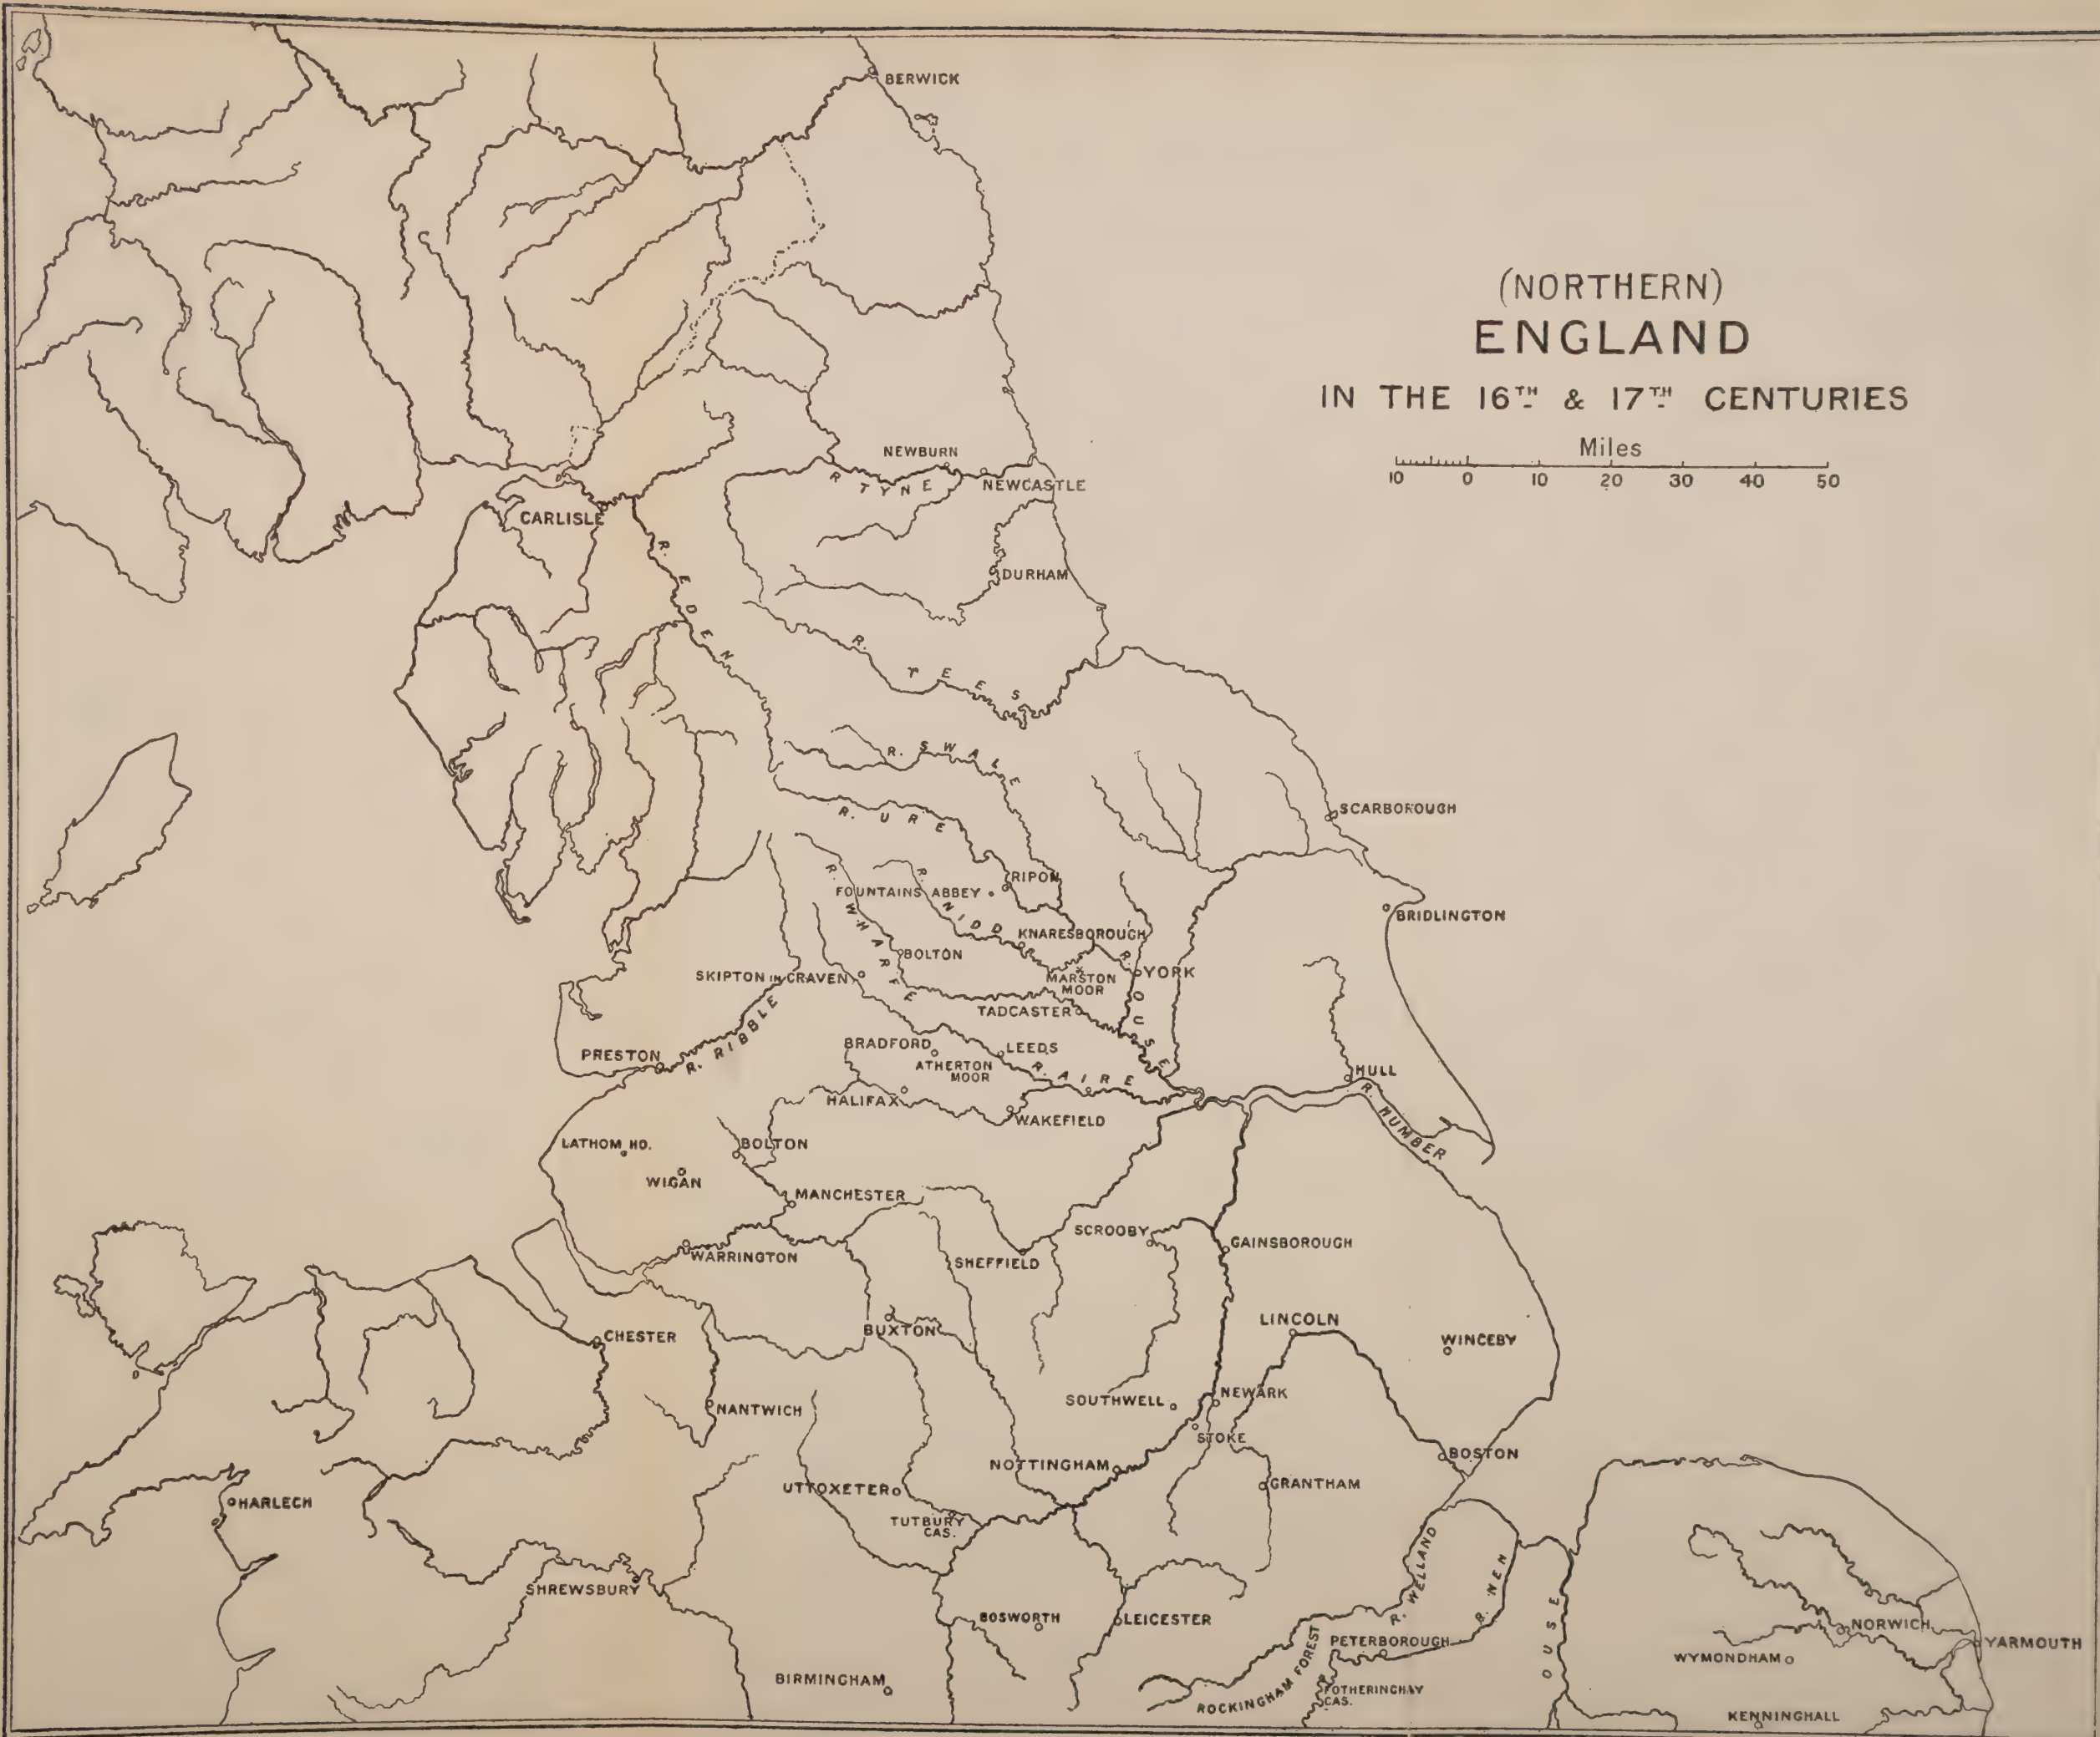 BERWICK
(NORTHERN)
ENGLAND
IN THE 16TH & 17TH CENTURIES
Miles
10 0 10 20 30 40 50
NEWBURN
R TYNE
NEWCASTLE
CARLISLE
R. EDEN
DURHAM
R. TEES
R. SWALE
SCARBOROUGH
R. URE
RIPON
FOUNTAINS ABBEY
R. NIDD
R. WHARFE
BRIDLINGTON
KNARESBOROUGH
BOLTON
SKIPTON IN CRAVEN
MARSTON
MOOR
YORK
R. OUSE
TADCASTER
R. RIBBLE
PRESTON
BRADFORD
LEEDS
ATHERTON
MOOR
R. AIRE
HULL
R. HUMBER
HALIFAX
WAKEFIELD
LATHOM HO.
BOLTON
WIGAN
MANCHESTER
SCROOBY
GAINSBOROUGH
WARRINGTON
SHEFFIELD
LINCOLN
WINCEBY
BUXTON
CHESTER
NEWARK
SOUTHWELL
NANTWICH
STOKE
BOSTON
NOTTINGHAM
UTTOXETER
GRANTHAM
HARLECH
TUTBURY
CAS.
R. WELLAND
R. NEN
OUSE
SHREWSBURY
BOSWORTH
LEICESTER
PETERBOROUGH
NORWICH
YARMOUTH
WYMONDHAM
BIRMINGHAM
ROCKINGHAM FOREST
FOTHERINGHAY
CAS.
KENNINGHALL